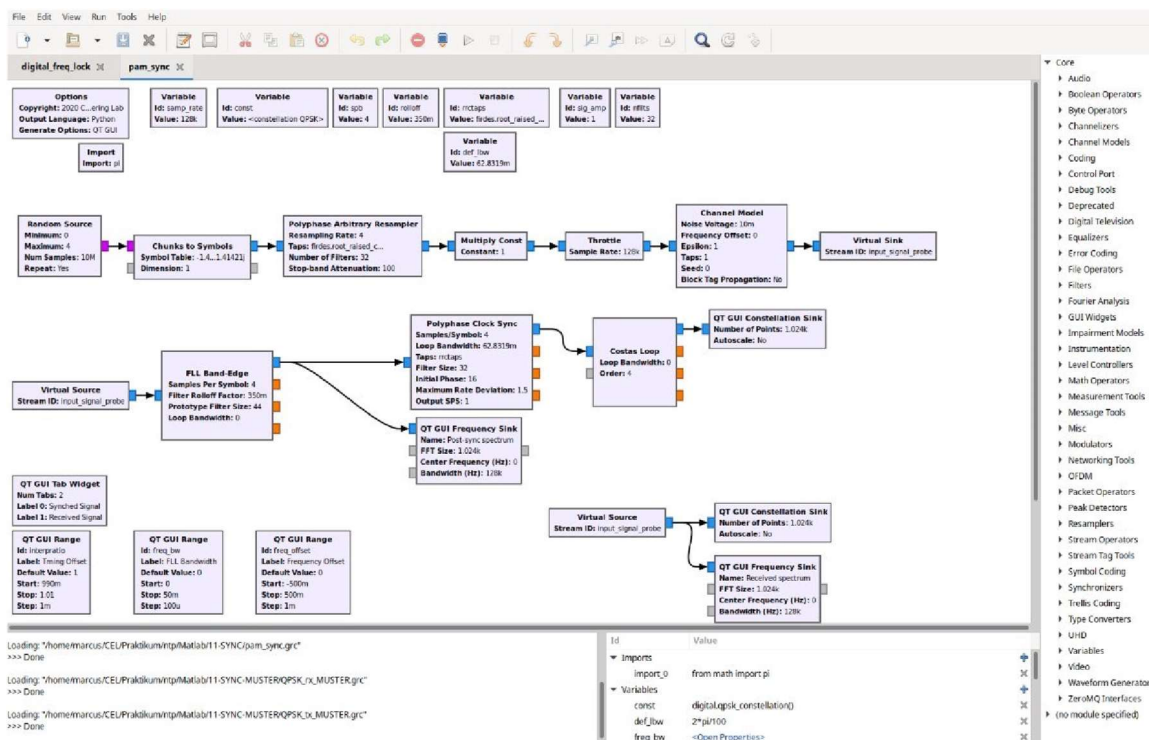 File Edit View Run Tools Help
digital_freq_lock
pam_sync
Options
Copyright: 2020 C...ering Lab
Output Language: Python
Generate Options: QT GUI
Variable
Id: samp_rate
Value: 128k
Variable
Id: const
Value: <constellation QPSK>
Variable
Id: spb
Value: 4
Variable
Id: rolloff
Value: 350m
Variable
Id: rrctaps
Value: firdes.root_raised_...
Variable
Id: sig_amp
Value: 1
Variable
Id: nfilts
Value: 32
Import
Import: pi
Variable
Id: def_lbw
Value: 62.8319m
Random Source
Minimum: 0
Maximum: 4
Num Samples: 10M
Repeat: Yes
Chunks to Symbols
Symbol Table: -1.4...1.41421j
Dimension: 1
Polyphase Arbitrary Resampler
Resampling Rate: 4
Taps: firdes.root_raised_c...
Number of Filters: 32
Stop-band Attenuation: 100
Multiply Const
Constant: 1
Throttle
Sample Rate: 128k
Channel Model
Noise Voltage: 10m
Frequency Offset: 0
Epsilon: 1
Taps: 1
Seed: 0
Block Tag Propagation: No
Virtual Sink
Stream ID: input_signal_probe
Virtual Source
Stream ID: input_signal_probe
FLL Band-Edge
Samples Per Symbol: 4
Filter Rolloff Factor: 350m
Prototype Filter Size: 44
Loop Bandwidth: 0
Polyphase Clock Sync
Samples/Symbol: 4
Loop Bandwidth: 62.8319m
Taps: rrctaps
Filter Size: 32
Initial Phase: 16
Maximum Rate Deviation: 1.5
Output SPS: 1
Costas Loop
Loop Bandwidth: 0
Order: 4
QT GUI Constellation Sink
Number of Points: 1.024k
Autoscale: No
QT GUI Frequency Sink
Name: Post-sync spectrum
FFT Size: 1.024k
Center Frequency (Hz): 0
Bandwidth (Hz): 128k
QT GUI Tab Widget
Num Tabs: 2
Label 0: Synched Signal
Label 1: Received Signal
QT GUI Range
Id: interpratio
Label: Timing Offset
Default Value: 1
Start: 990m
Stop: 1.01
Step: 1m
QT GUI Range
Id: freq_bw
Label: FLL Bandwidth
Default Value: 0
Start: 0
Stop: 50m
Step: 100u
QT GUI Range
Id: freq_offset
Label: Frequency Offset
Default Value: 0
Start: -500m
Stop: 500m
Step: 1m
Virtual Source
Stream ID: input_signal_probe
QT GUI Constellation Sink
Number of Points: 1.024k
Autoscale: No
QT GUI Frequency Sink
Name: Received spectrum
FFT Size: 1.024k
Center Frequency (Hz): 0
Bandwidth (Hz): 128k
Loading: "/home/marcus/CEL/Praktikum/ntp/Matlab/11-SYNC/pam_sync.grc"
>>> Done
Loading: "/home/marcus/CEL/Praktikum/ntp/Matlab/11-SYNC-MUSTER/QPSK_rx_MUSTER.grc"
>>> Done
Loading: "/home/marcus/CEL/Praktikum/ntp/Matlab/11-SYNC-MUSTER/QPSK_tx_MUSTER.grc"
>>> Done
Id Value
Imports
import_0 from math import pi
Variables
const digital.qpsk_constellation()
def_lbw 2*pi/100
freq_bw <Open Properties>
Core
Audio
Boolean Operators
Byte Operators
Channelizers
Channel Models
Coding
Control Port
Debug Tools
Deprecated
Digital Television
Equalizers
Error Coding
File Operators
Filters
Fourier Analysis
GUI Widgets
Impairment Models
Instrumentation
Level Controllers
Math Operators
Measurement Tools
Message Tools
Misc
Modulators
Networking Tools
OFDM
Packet Operators
Peak Detectors
Resamplers
Stream Operators
Stream Tag Tools
Symbol Coding
Synchronizers
Trellis Coding
Type Converters
UHD
Variables
Video
Waveform Generator
ZeroMQ Interfaces
(no module specified)